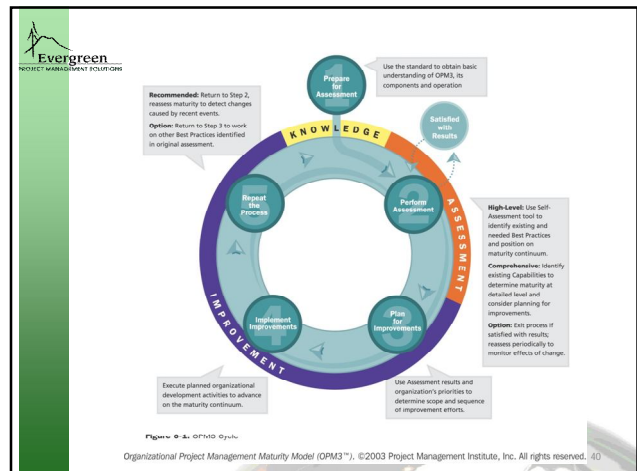 Evergreen
PROJECT MANAGEMENT SOLUTIONS
1
Prepare
for
Assessment
Use the standard to obtain basic
understanding of OPM3, its
components and operation
Recommended: Return to Step 2,
reassess maturity to detect changes
caused by recent events.
Option: Return to Step 3 to work
on other Best Practices identified
in original assessment.
Satisfied
with
Results
KNOWLEDGE
ASSESSMENT
IMPROVEMENT
5
Repeat
the
Process
2
Perform
Assessment
High-Level: Use Self-
Assessment tool to
identify existing and
needed Best Practices
and position on
maturity continuum.
Comprehensive: Identify
existing Capabilities to
determine maturity at
detailed level and
consider planning for
improvements.
Option: Exit process if
satisfied with results;
reassess periodically to
monitor effects of change.
4
Implement
Improvements
3
Plan
for
Improvements
Execute planned organizational
development activities to advance
on the maturity continuum.
Use Assessment results and
organization's priorities to
determine scope and sequence
of improvement efforts.
OPM3 Cycle
Organizational Project Management Maturity Model (OPM3™). ©2003 Project Management Institute, Inc. All rights reserved. 40